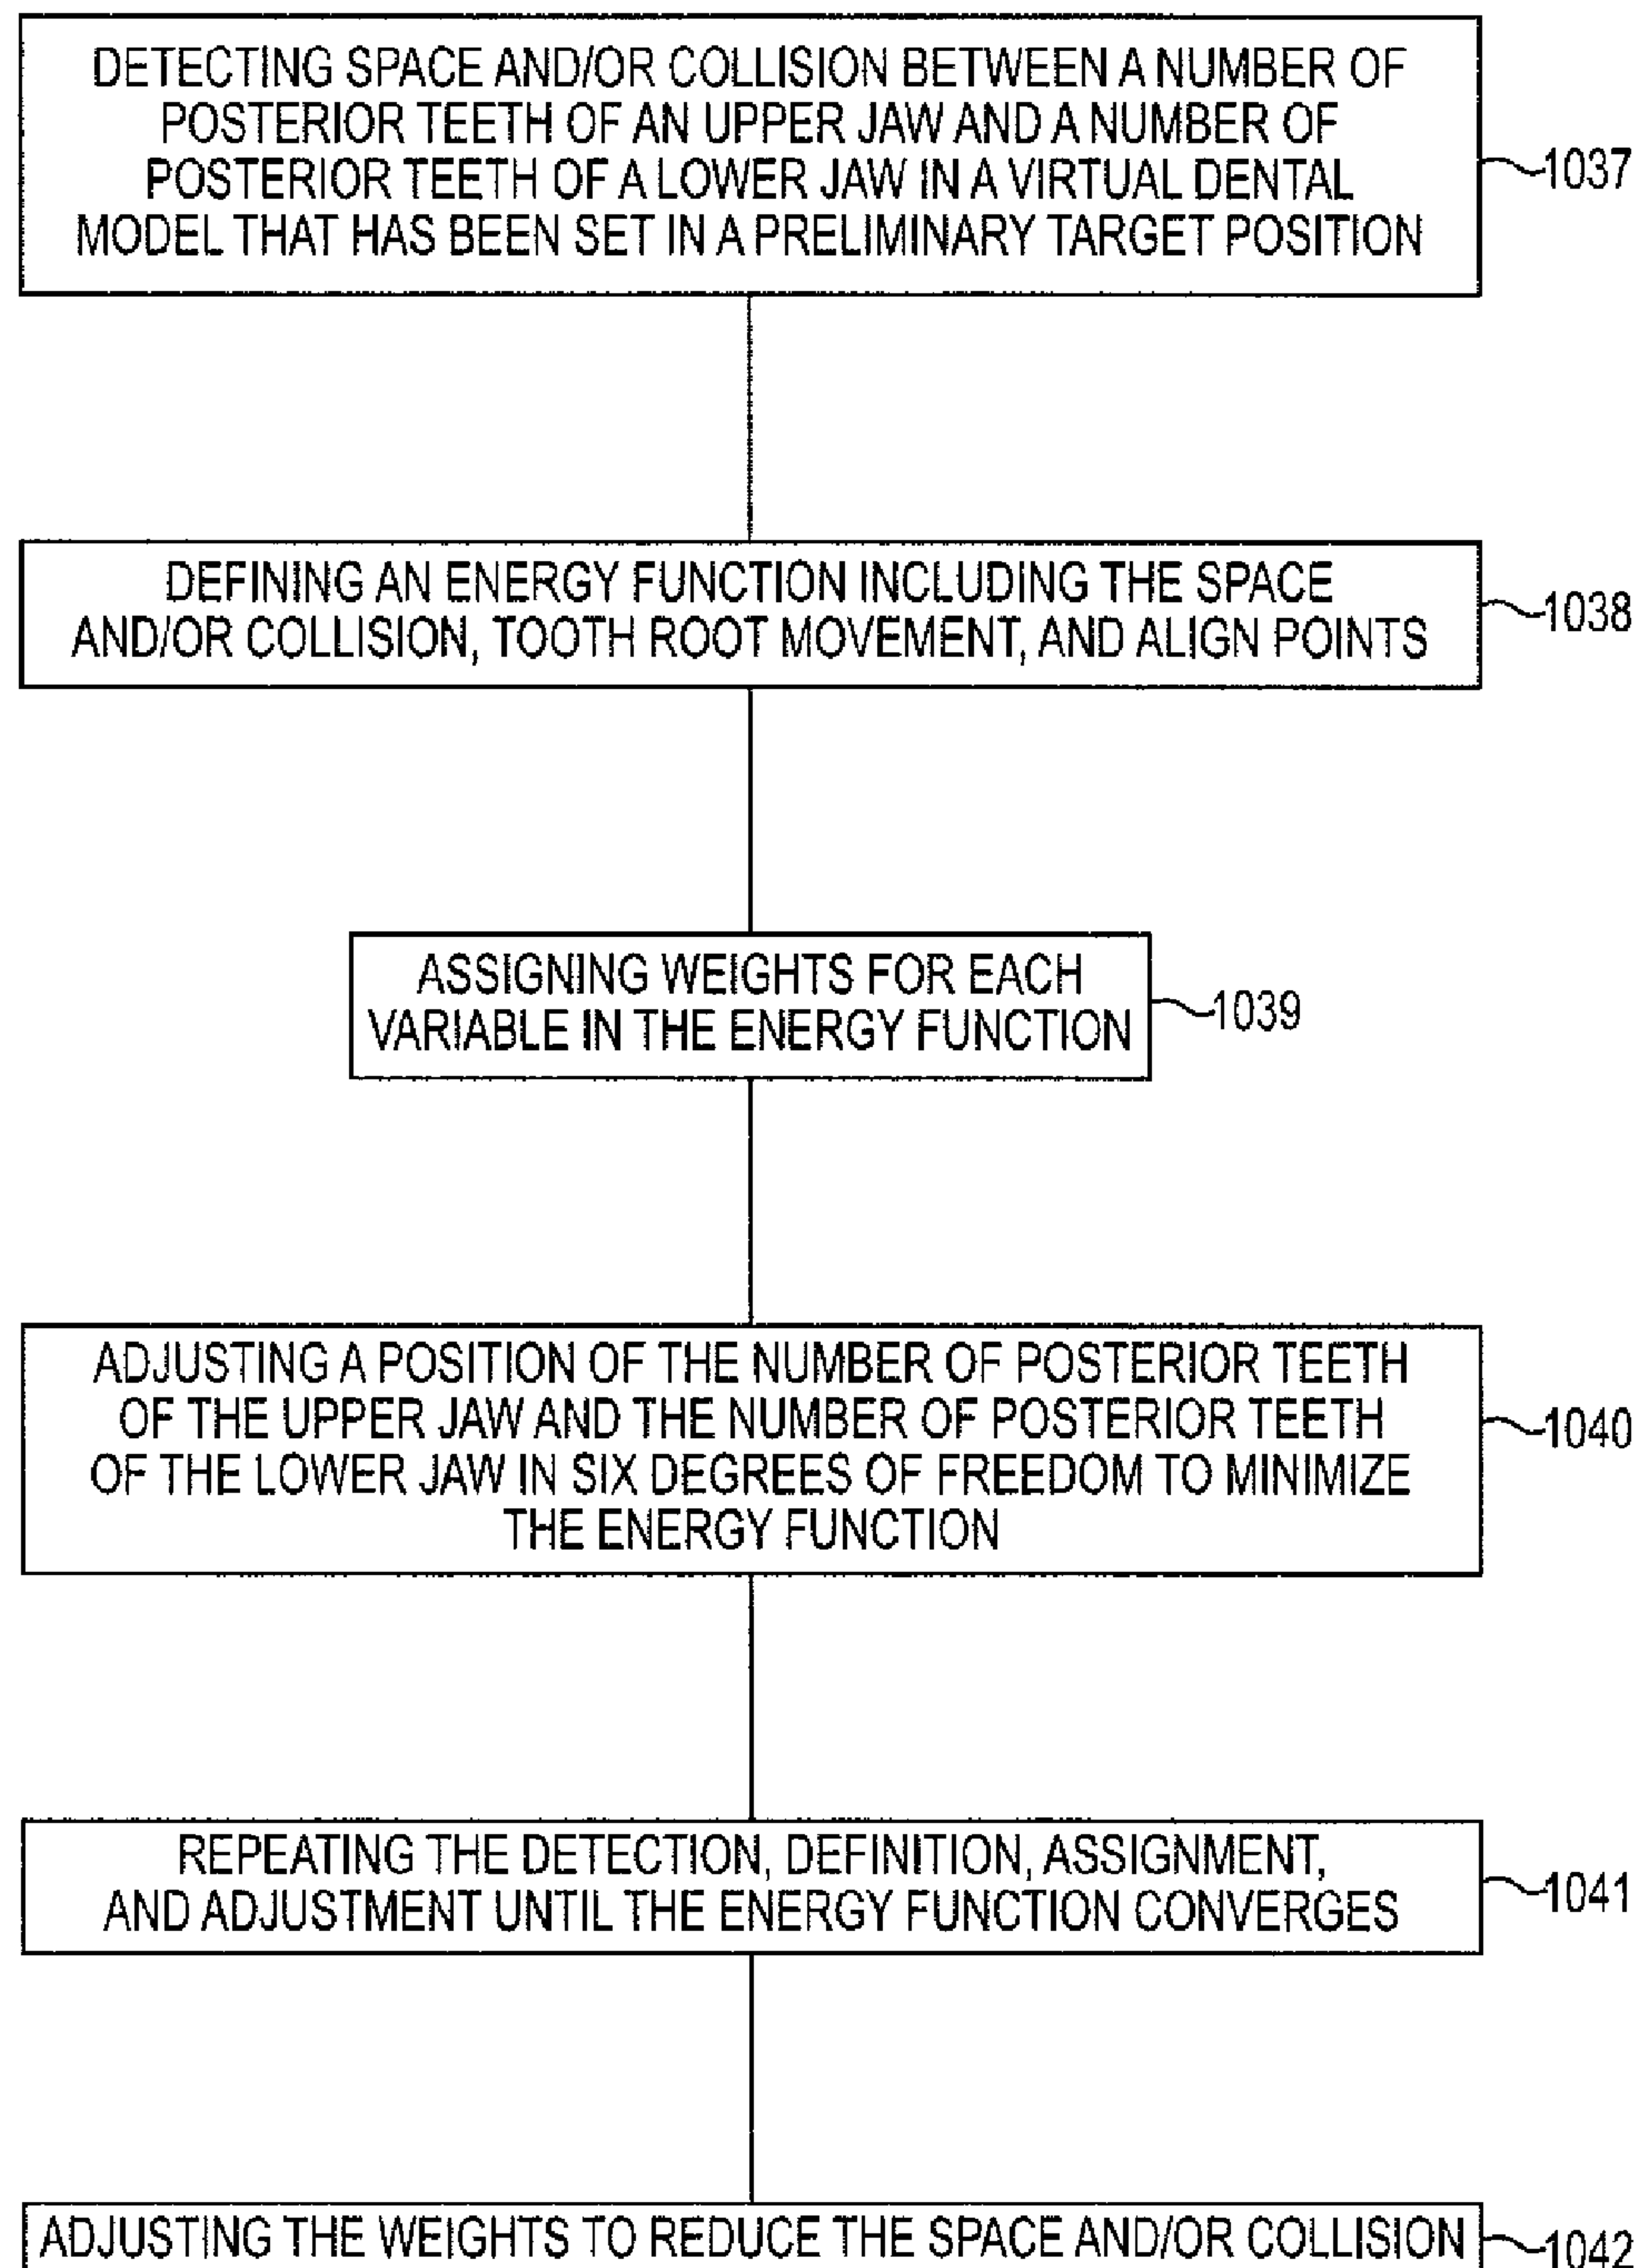 DETECTING SPACE AND/OR COLLISION BETWEEN A NUMBER OF
POSTERIOR TEETH OF AN UPPER JAW AND A NUMBER OF
POSTERIOR TEETH OF A LOWER JAW IN A VIRTUAL DENTAL
MODEL THAT HAS BEEN SET IN A PRELIMINARY TARGET POSITION
1037
DEFINING AN ENERGY FUNCTION INCLUDING THE SPACE
AND/OR COLLISION, TOOTH ROOT MOVEMENT, AND ALIGN POINTS
1038
ASSIGNING WEIGHTS FOR EACH
VARIABLE IN THE ENERGY FUNCTION
1039
ADJUSTING A POSITION OF THE NUMBER OF POSTERIOR TEETH
OF THE UPPER JAW AND THE NUMBER OF POSTERIOR TEETH
OF THE LOWER JAW IN SIX DEGREES OF FREEDOM TO MINIMIZE
THE ENERGY FUNCTION
1040
REPEATING THE DETECTION, DEFINITION, ASSIGNMENT,
AND ADJUSTMENT UNTIL THE ENERGY FUNCTION CONVERGES
1041
ADJUSTING THE WEIGHTS TO REDUCE THE SPACE AND/OR COLLISION
1042